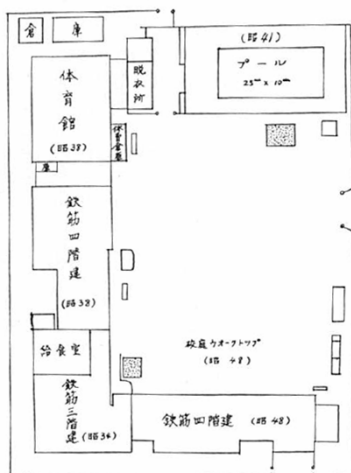 倉
庫
(昭41)
プール
25m×10m
脱衣所
体育館
(昭38)
体育倉庫
庫
鉄筋四階建
(昭38)
給食室
校庭ウオークトップ
(昭48)
鉄筋三階建
(昭34)
鉄筋四階建 (昭48)